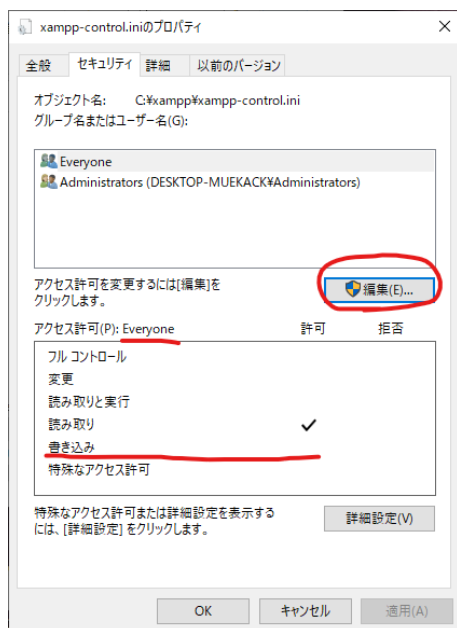 xampp-control.iniのプロパティ
全般 セキュリティ 詳細 以前のバージョン
オブジェクト名: C:¥xampp¥xampp-control.ini
グループ名またはユーザー名(G):
Everyone
Administrators (DESKTOP-MUEKACK¥Administrators)
アクセス許可を変更するには[編集]を
クリックします。
編集(E)...
アクセス許可(P): Everyone 許可 拒否
フル コントロール
変更
読み取りと実行
読み取り
書き込み
特殊なアクセス許可
特殊なアクセス許可または詳細設定を表示する
には、[詳細設定] をクリックします。
詳細設定(V)
OK キャンセル 適用(A)